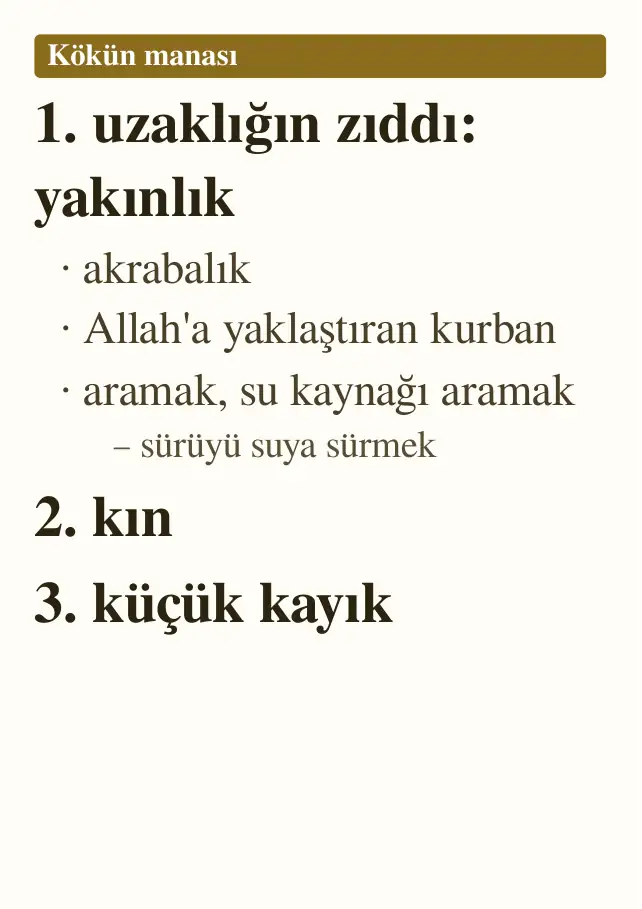 Kökün manası
1. uzaklığın zıddı:
yakınlık
· akrabalık
· Allah'a yaklaştıran kurban
· aramak, su kaynağı aramak
– sürüyü suya sürmek
2. kın
3. küçük kayık